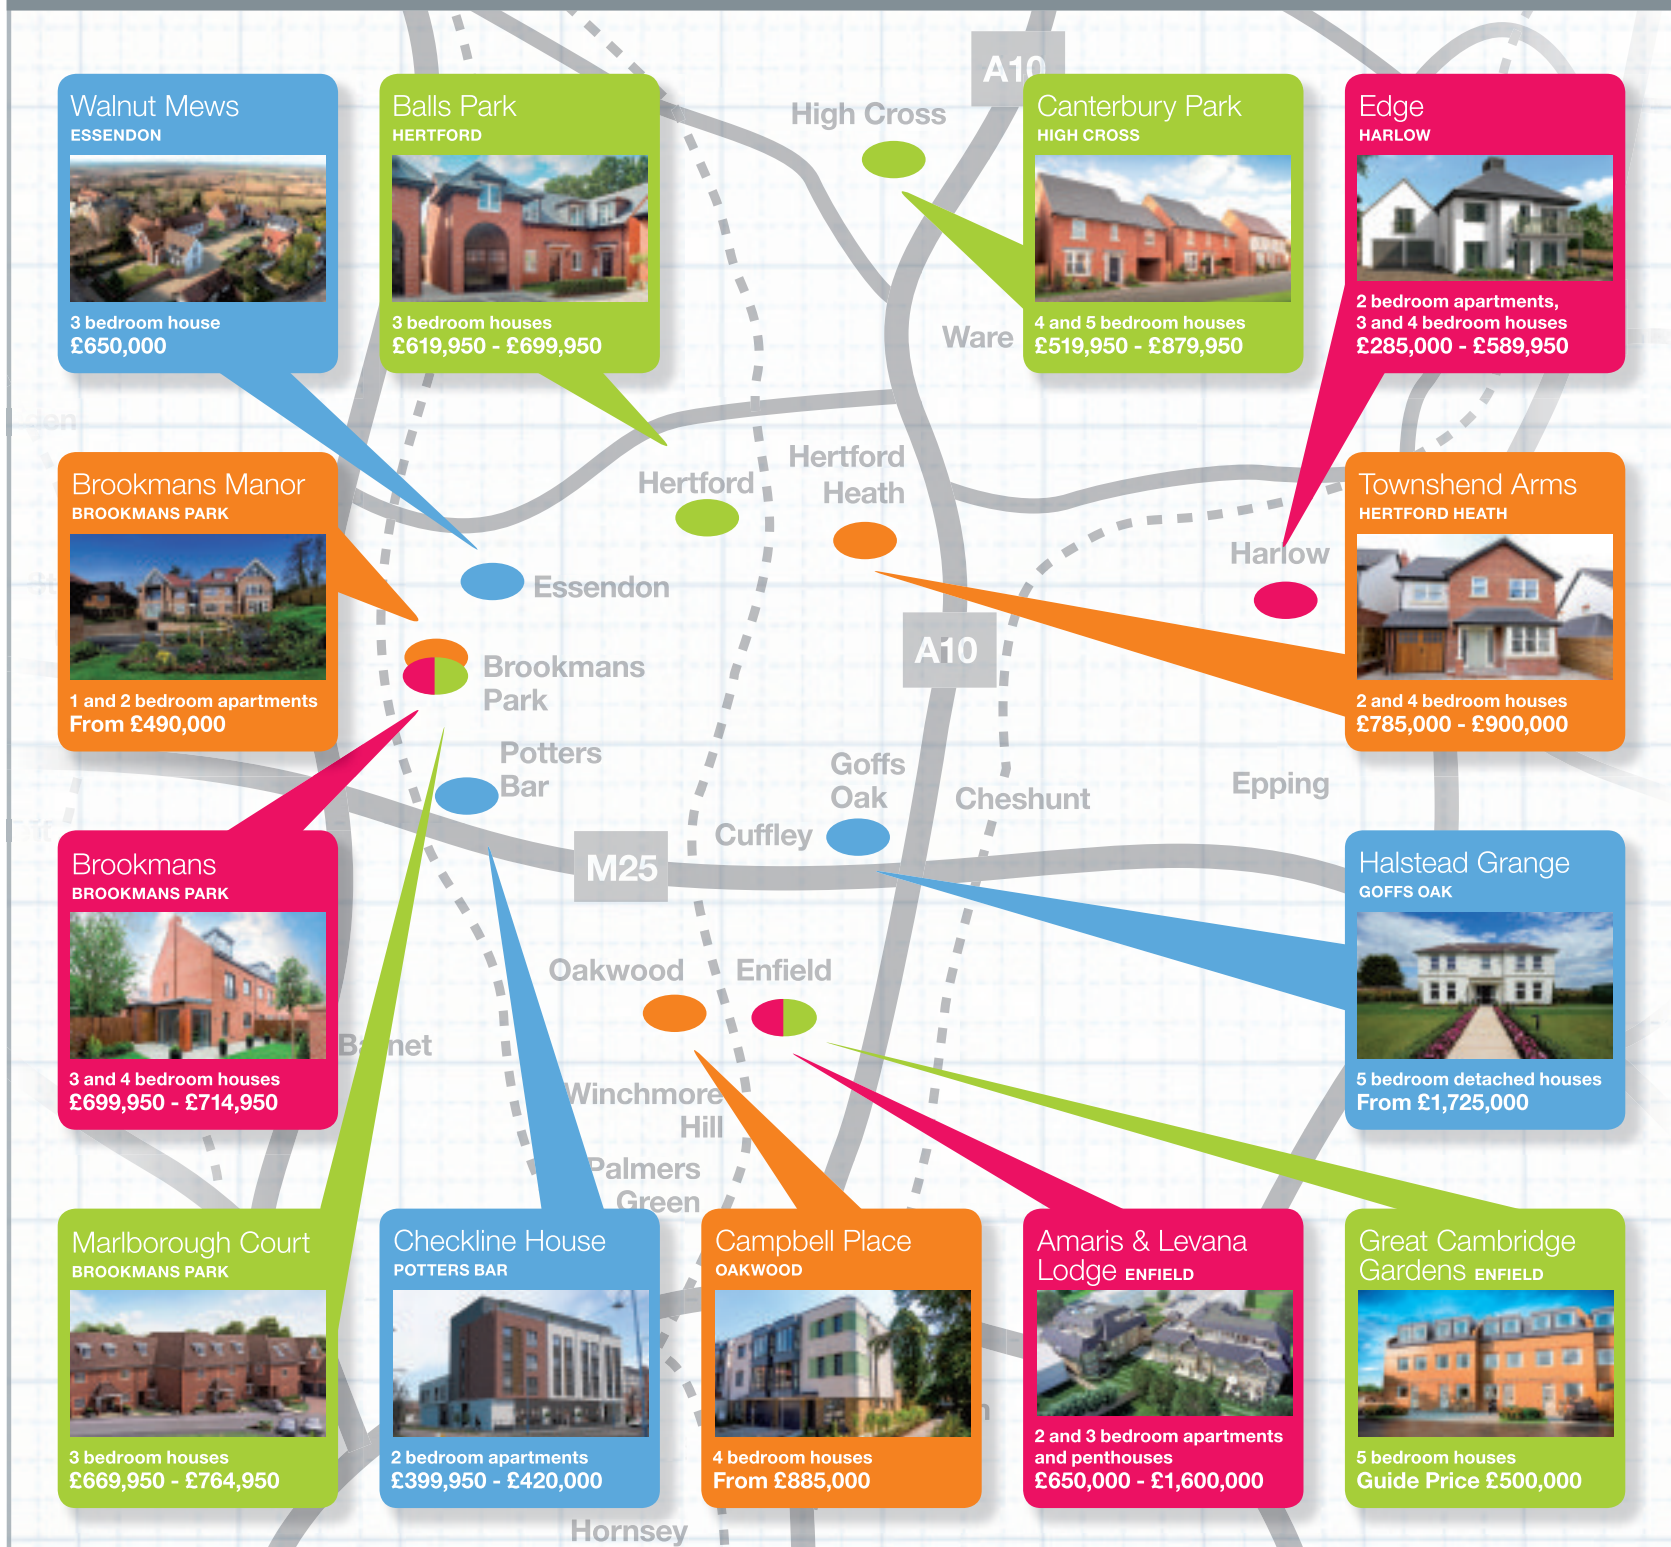 A10
High Cross
Walnut Mews
ESSENDON
3 bedroom house
£650,000
Balls Park
HERTFORD
3 bedroom houses
£619,950 - £699,950
Canterbury Park
HIGH CROSS
4 and 5 bedroom houses
£519,950 - £879,950
Edge
HARLOW
2 bedroom apartments,
3 and 4 bedroom houses
£285,000 - £589,950
Ware
Brookmans Manor
BROOKMANS PARK
1 and 2 bedroom apartments
From £490,000
Hertford
Hertford
Heath
Essendon
Harlow
Townshend Arms
HERTFORD HEATH
2 and 4 bedroom houses
£785,000 - £900,000
Brookmans
Park
A10
Potters
Bar
Goffs
Oak
Cheshunt
Epping
Cuffley
M25
Brookmans
BROOKMANS PARK
3 and 4 bedroom houses
£699,950 - £714,950
Halstead Grange
GOFFS OAK
5 bedroom detached houses
From £1,725,000
Oakwood
Enfield
Winchmore
Hill
Palmers
Green
Marlborough Court
BROOKMANS PARK
3 bedroom houses
£669,950 - £764,950
Checkline House
POTTERS BAR
2 bedroom apartments
£399,950 - £420,000
Campbell Place
OAKWOOD
4 bedroom houses
From £885,000
Amaris & Levana
Lodge ENFIELD
2 and 3 bedroom apartments
and penthouses
£650,000 - £1,600,000
Great Cambridge
Gardens ENFIELD
5 bedroom houses
Guide Price £500,000
Hornsey